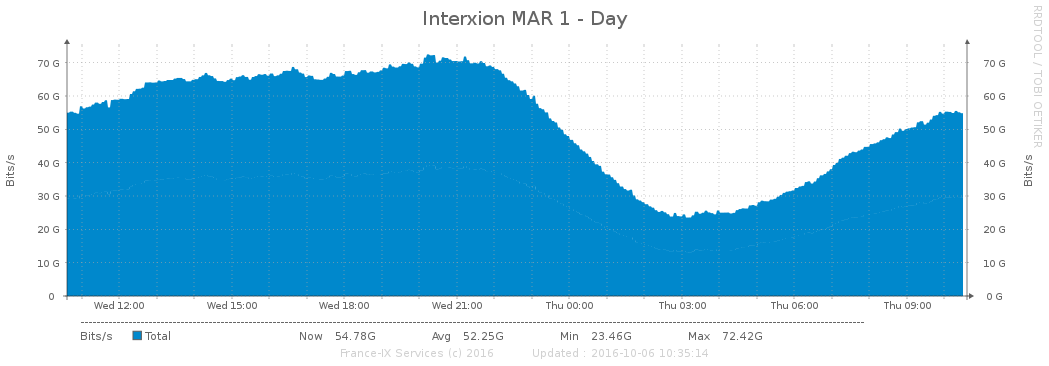 Interxion MAR 1 - Day
RRDTOOL / TOBI OETIKER
Bits/s
70 G
60 G
50 G
40 G
30 G
20 G
10 G
0
70 G
60 G
50 G
40 G
30 G
20 G
10 G
0 G
Bits/s
Wed 12:00 Wed 15:00 Wed 18:00 Wed 21:00 Thu 00:00 Thu 03:00 Thu 06:00 Thu 09:00
Bits/s Total Now 54.78G Avg 52.25G Min 23.46G Max 72.42G
France-IX Services (c) 2016 Updated : 2016-10-06 10:35:14